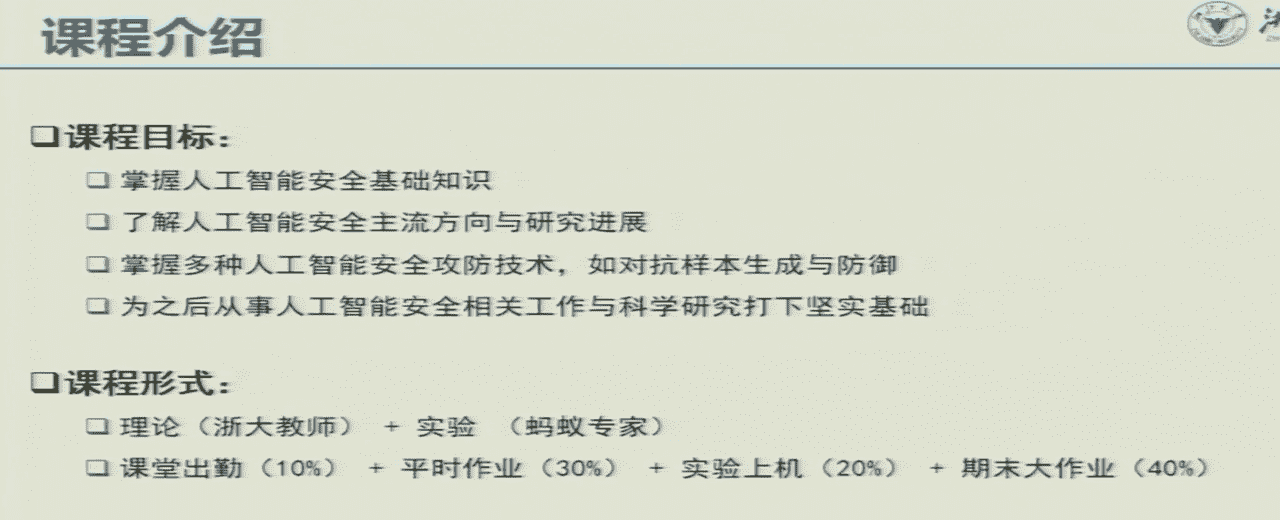 课程介绍
课程目标：
掌握人工智能安全基础知识
了解人工智能安全主流方向与研究进展
掌握多种人工智能安全攻防技术，如对抗样本生成与防御
为之后从事人工智能安全相关工作与科学研究打下坚实基础
课程形式：
理论（浙大教师） + 实验 （蚂蚁专家）
课堂出勤（10%） + 平时作业（30%） + 实验上机（20%） + 期末大作业（40%）